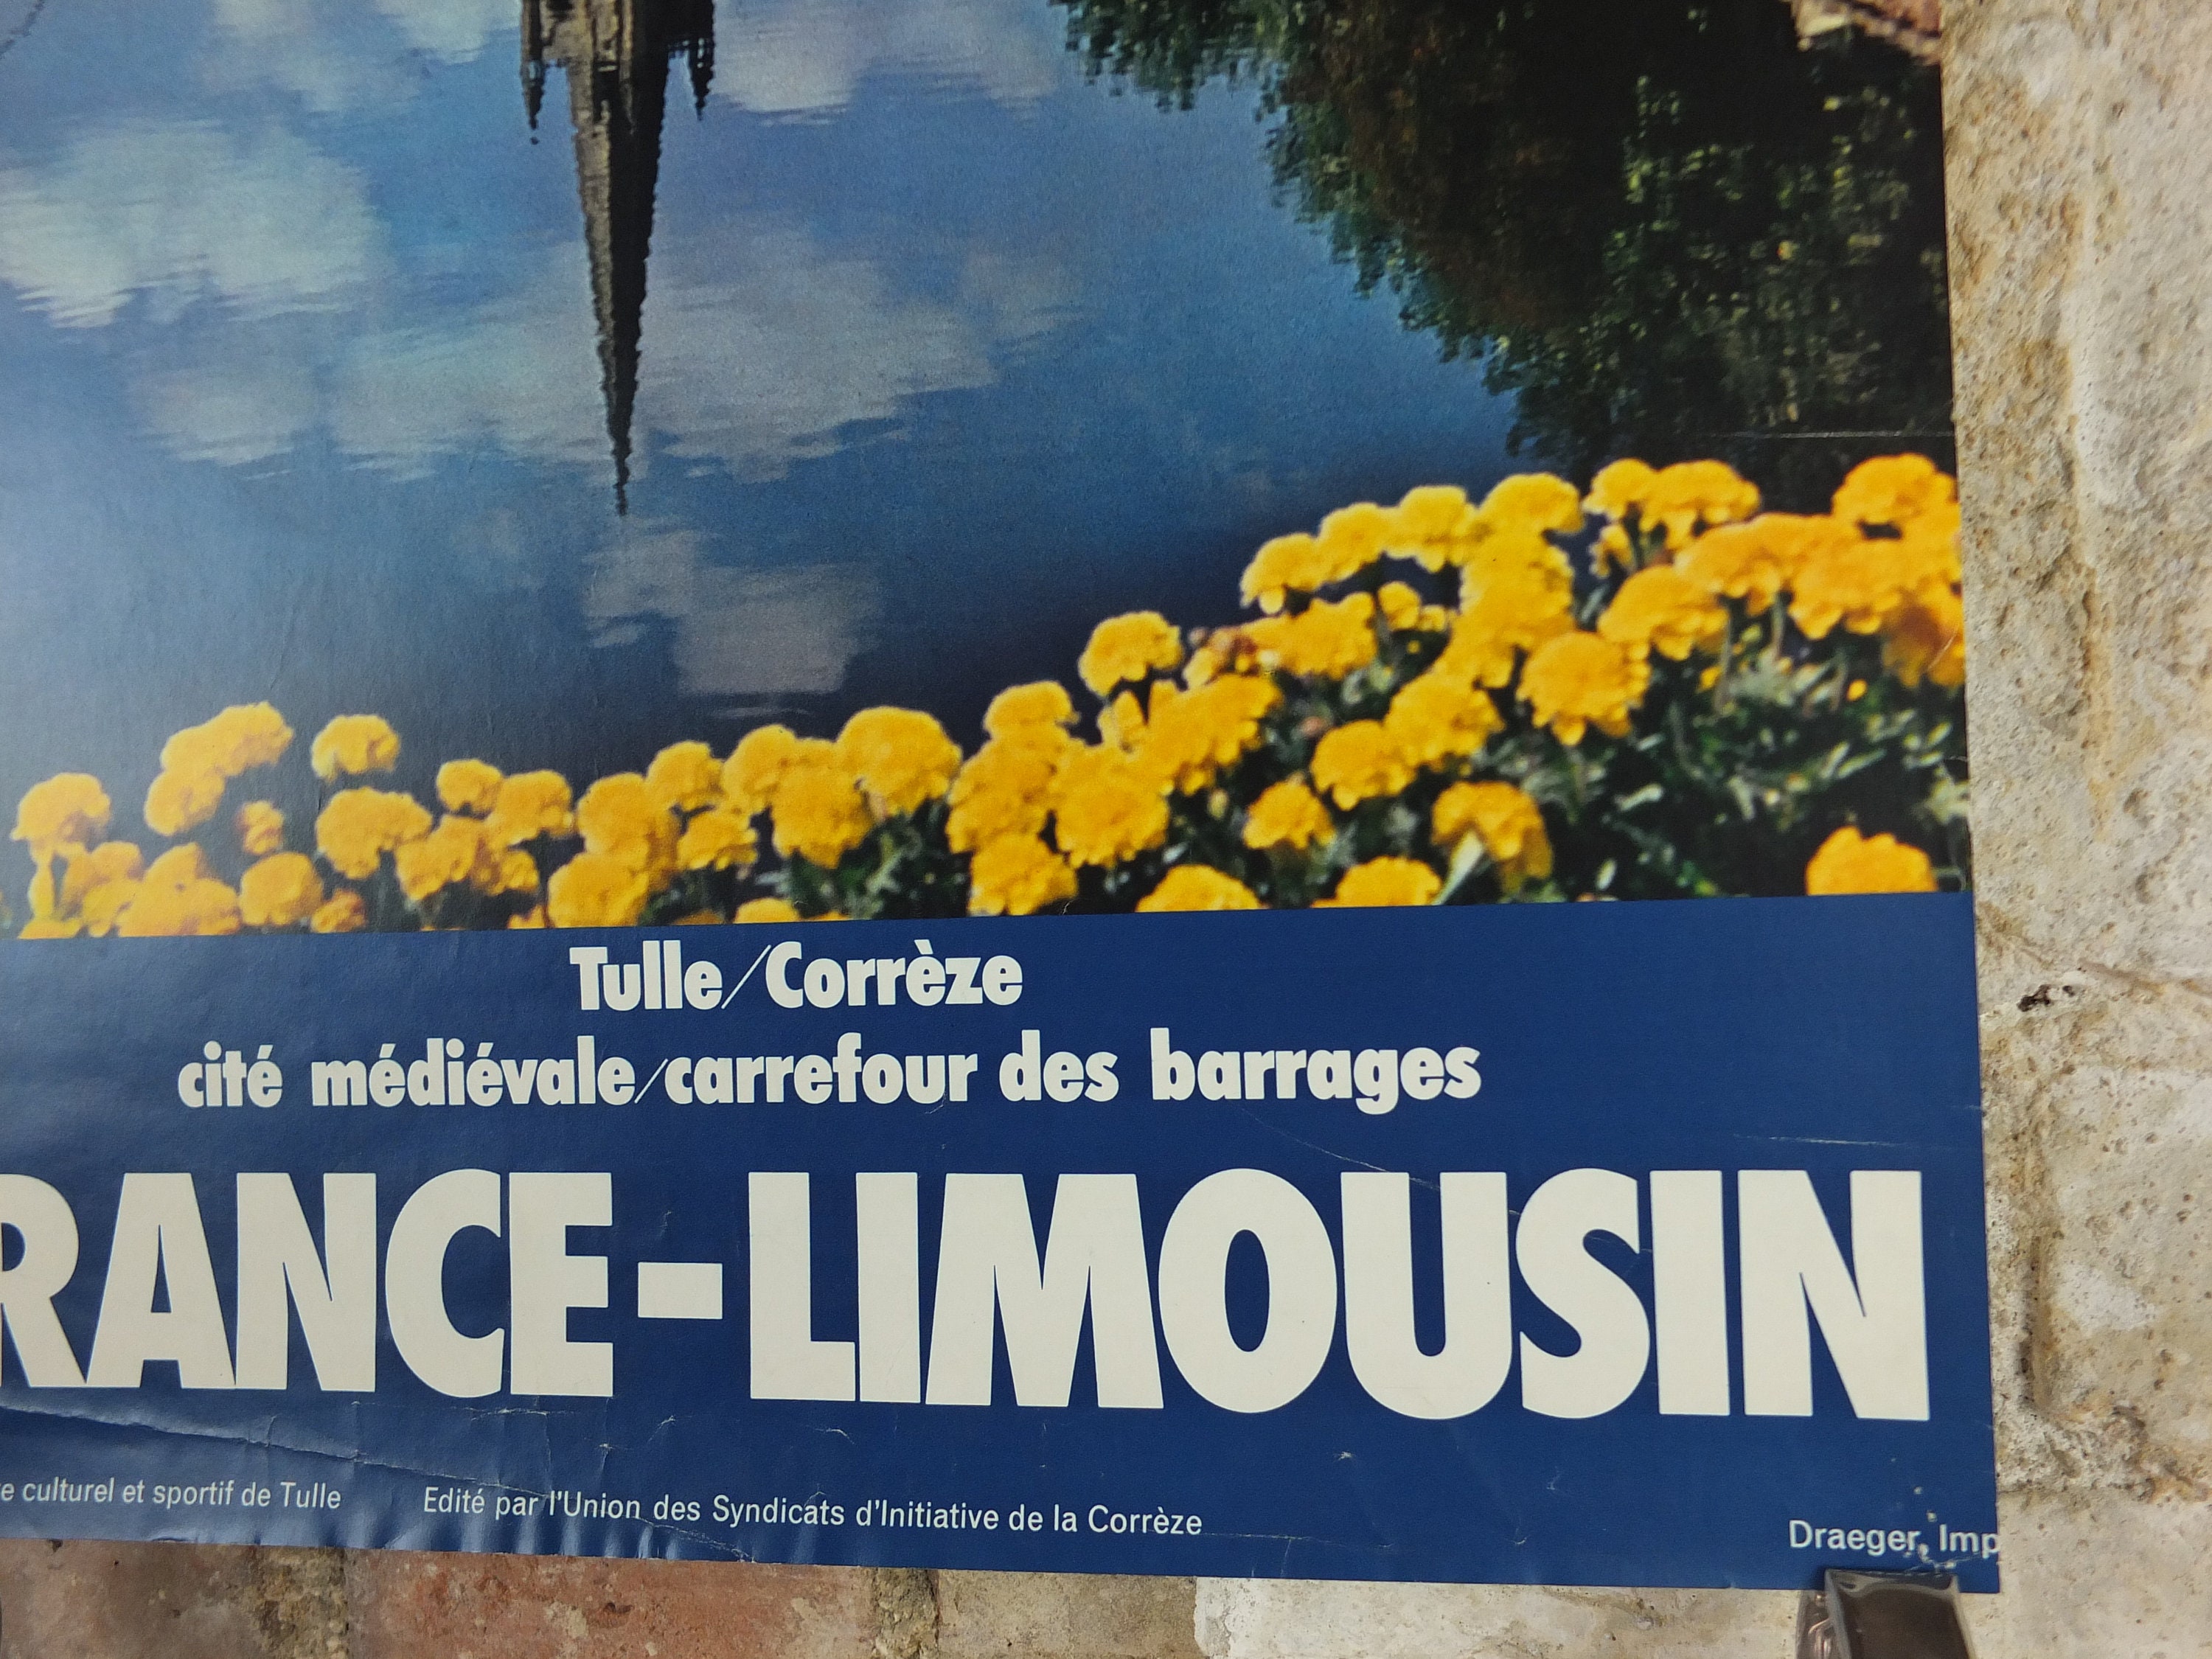 Tulle/Corrèze
cité médiévale/carrefour des barrages
RANCE-LIMOUSIN
culturel et sportif de Tulle Edité par l'Union des Syndicats d'Initiative de la Corrèze Draeger, Imp